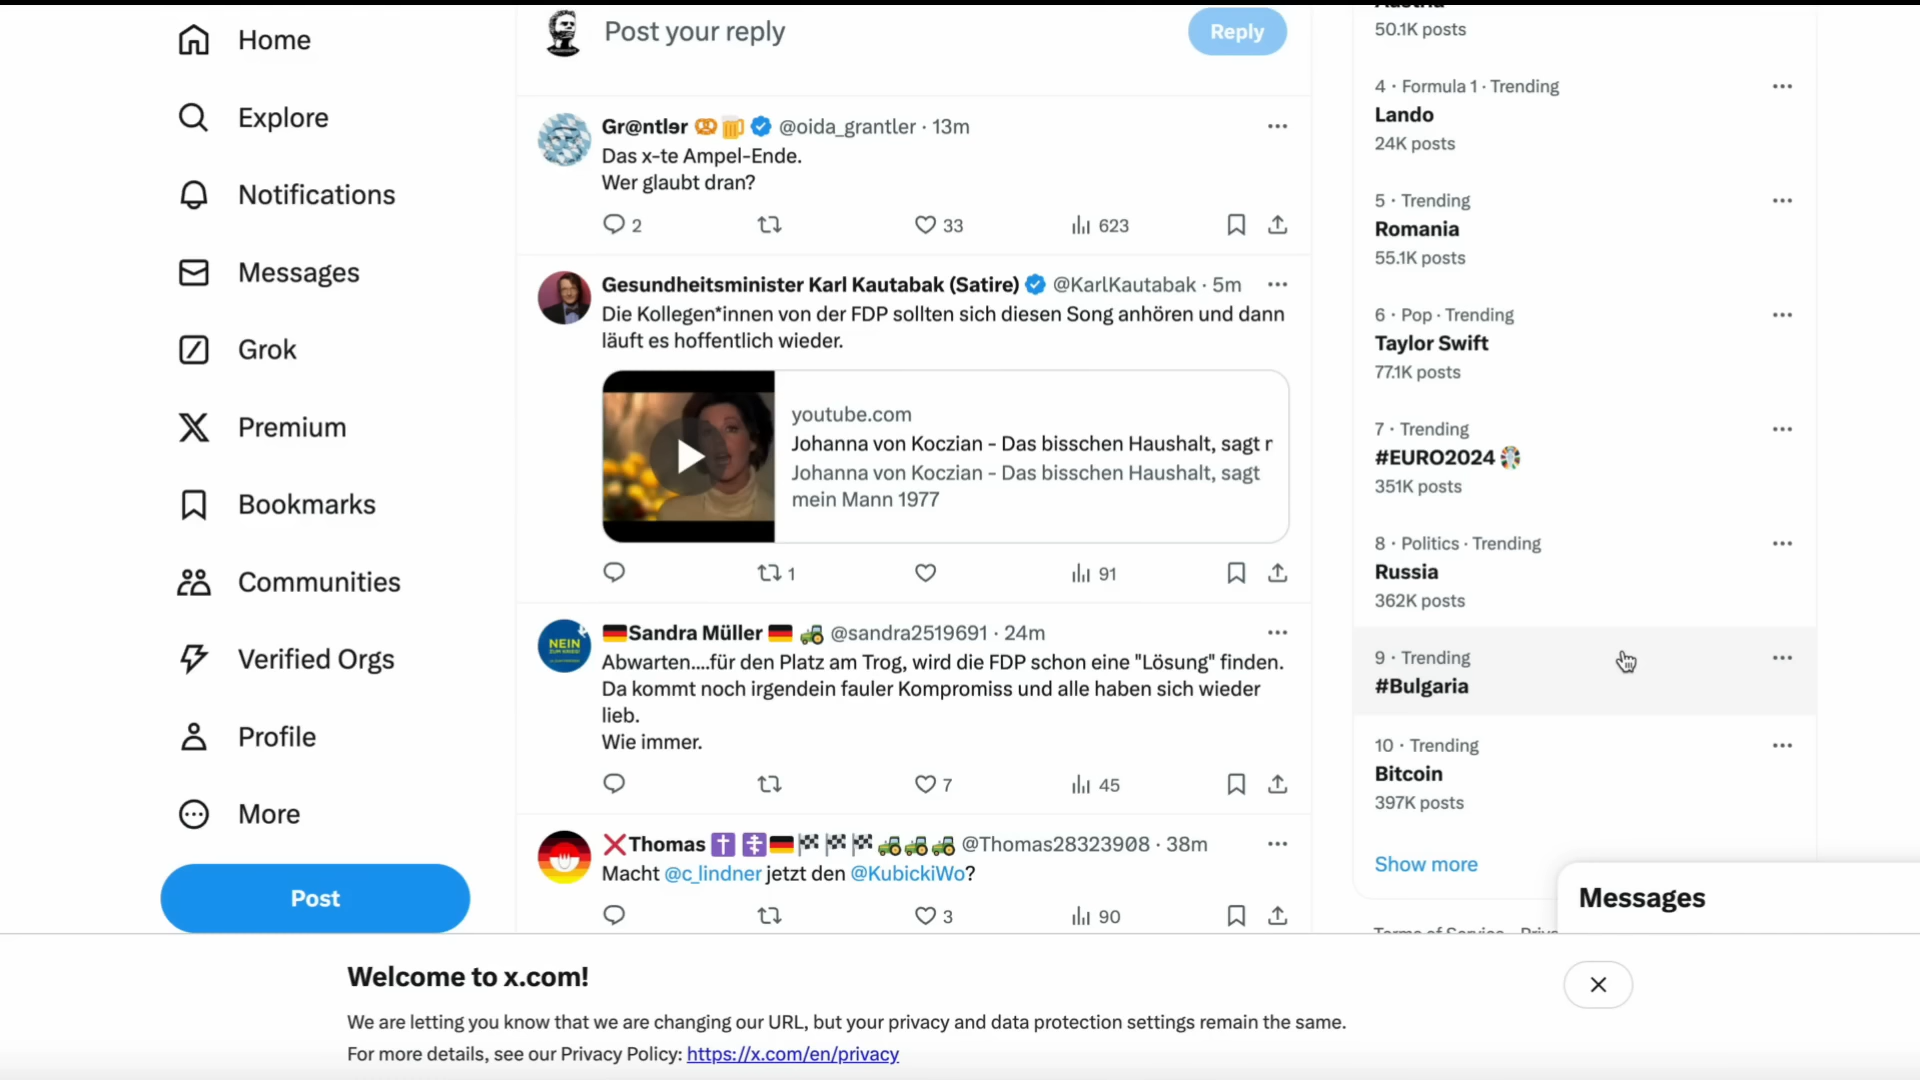 Home
Explore
Notifications
Messages
Grok
Premium
Bookmarks
Communities
Verified Orgs
Profile
More
Post
Post your reply
Reply
Gr@ntlər 🥨🍺 @oida_grantler · 13m
Das x-te Ampel-Ende.
Wer glaubt dran?
2 33 623
Gesundheitsminister Karl Kautabak (Satire) @KarlKautabak · 5m
Die Kollegen*innen von der FDP sollten sich diesen Song anhören und dann
läuft es hoffentlich wieder.
youtube.com
Johanna von Koczian - Das bisschen Haushalt, sagt r
Johanna von Koczian - Das bisschen Haushalt, sagt
mein Mann 1977
1 91
NEIN
🇩🇪Sandra Müller 🇩🇪 🚜 @sandra2519691 · 24m
Abwarten....für den Platz am Trog, wird die FDP schon eine "Lösung" finden.
Da kommt noch irgendein fauler Kompromiss und alle haben sich wieder
lieb.
Wie immer.
7 45
❌Thomas ✝️☦️🇩🇪🏁🏁🏁🚜🚜🚜 @Thomas28323908 · 38m
Macht @c_lindner jetzt den @KubickiWo?
3 90
Austria
50.1K posts
4 · Formula 1 · Trending
Lando
24K posts
5 · Trending
Romania
55.1K posts
6 · Pop · Trending
Taylor Swift
77.1K posts
7 · Trending
#EURO2024
351K posts
8 · Politics · Trending
Russia
362K posts
9 · Trending
#Bulgaria
10 · Trending
Bitcoin
397K posts
Show more
Messages
Welcome to x.com!
We are letting you know that we are changing our URL, but your privacy and data protection settings remain the same.
For more details, see our Privacy Policy: https://x.com/en/privacy